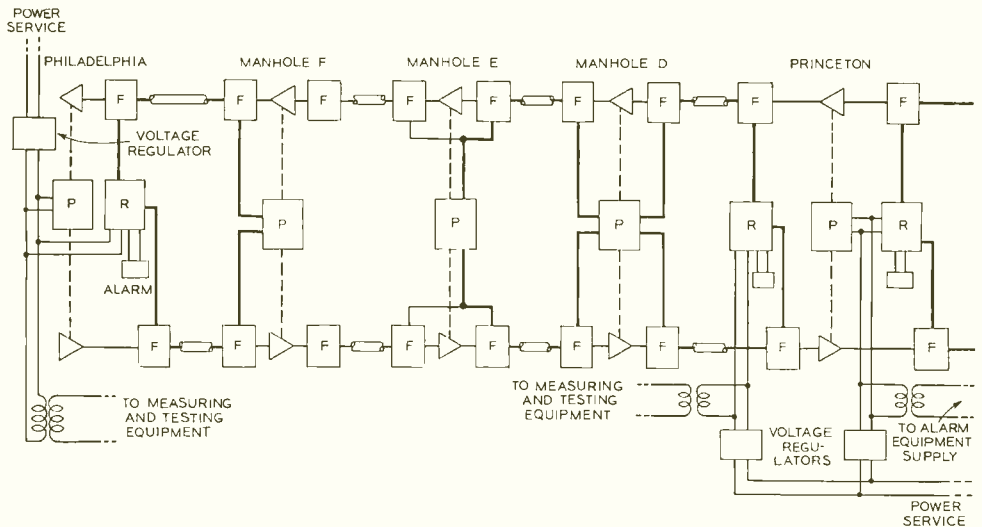 POWER
SERVICE
PHILADELPHIA
MANHOLE F
MANHOLE E
MANHOLE D
PRINCETON
F
F
F
F
F
F
F
F
F
VOLTAGE
REGULATOR
P
R
P
P
P
R
P
R
ALARM
F
F
F
F
F
F
F
F
F
TO MEASURING
AND TESTING
EQUIPMENT
TO MEASURING
AND TESTING
EQUIPMENT
VOLTAGE
REGU-
LATORS
TO ALARM
EQUIPMENT
SUPPLY
POWER
SERVICE